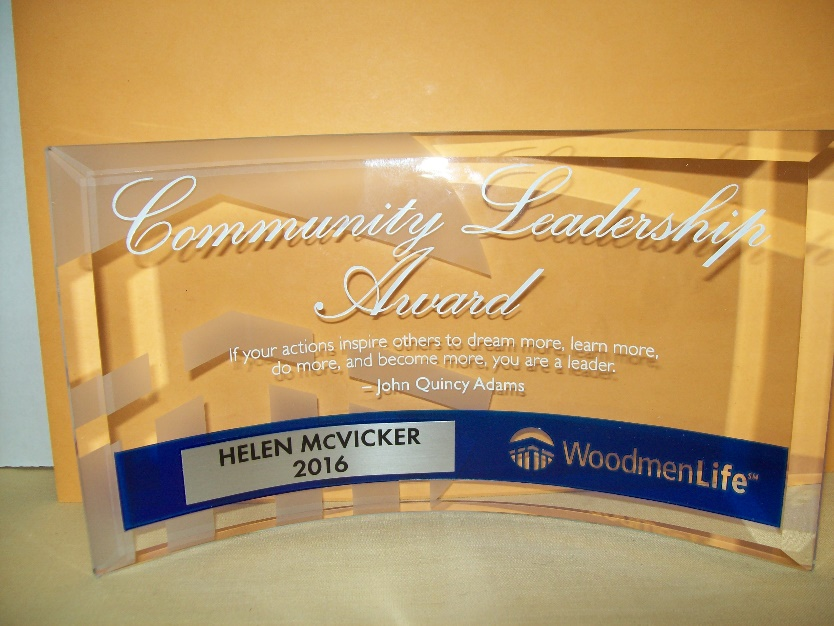 Community Leadership
Award
If your actions inspire others to dream more, learn more,
do more, and become more, you are a leader.
– John Quincy Adams
HELEN McVICKER
2016
WoodmenLife℠